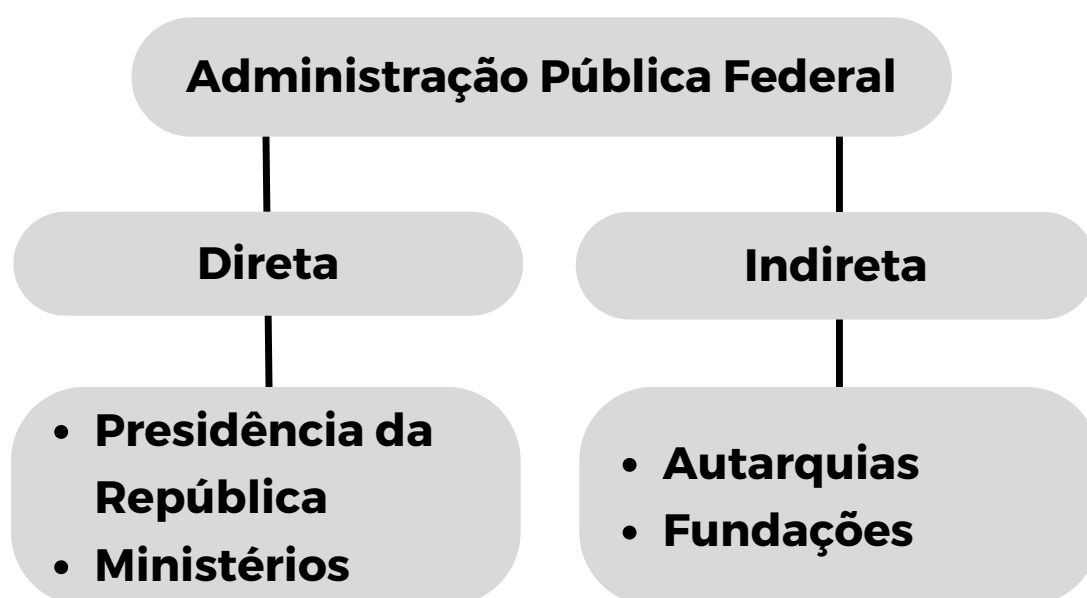 Administração Pública Federal
Direta
Indireta
• Presidência da
República
• Ministérios
• Autarquias
• Fundações